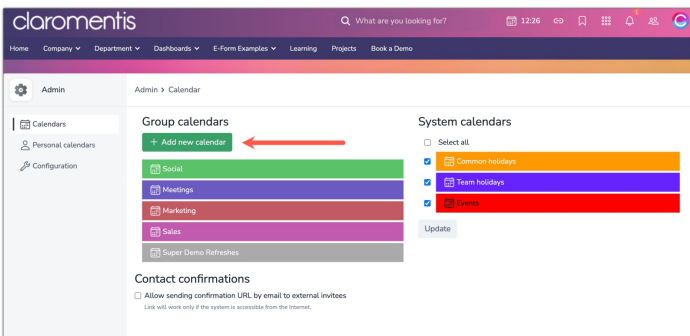 claromentis
What are you looking for?
12:26
1
Home Company Department Dashboards E-Form Examples Learning Projects Book a Demo
Admin
Admin > Calendar
Calendars
Personal calendars
Configuration
Group calendars
+ Add new calendar
Social
Meetings
Marketing
Sales
Super Demo Refreshes
System calendars
Select all
Common holidays
Team holidays
Events
Update
Contact confirmations
Allow sending confirmation URL by email to external invitees
Link will work only if the system is accessible from the Internet.